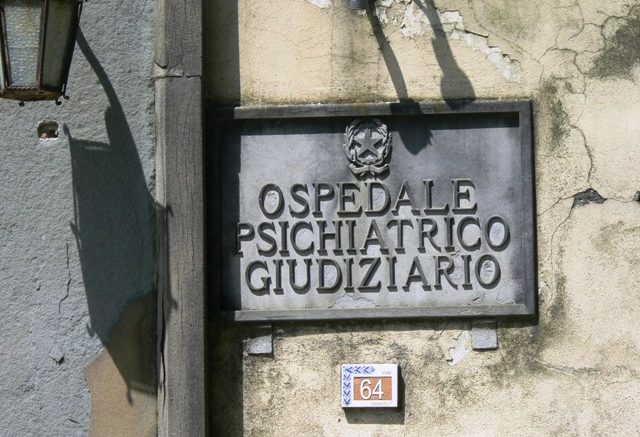 OSPEDALE
PSICHIATRICO
GIUDIZIARIO
64